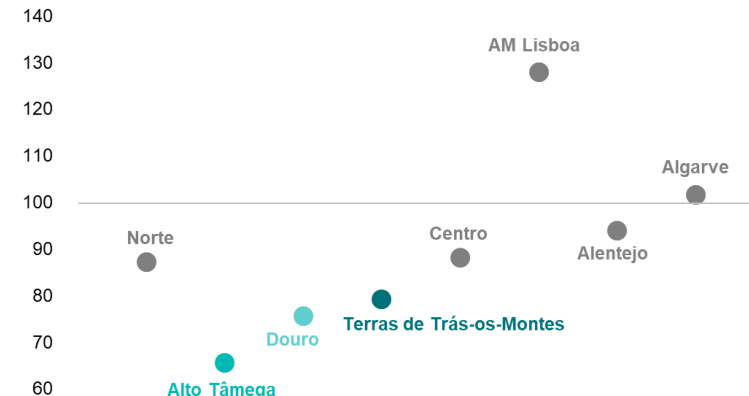 140
AM Lisboa
130
120
110
Algarve
100
Norte
Centro
90
Alentejo
80
Terras de Trás-os-Montes
Douro
70
60
Alto Tâmega